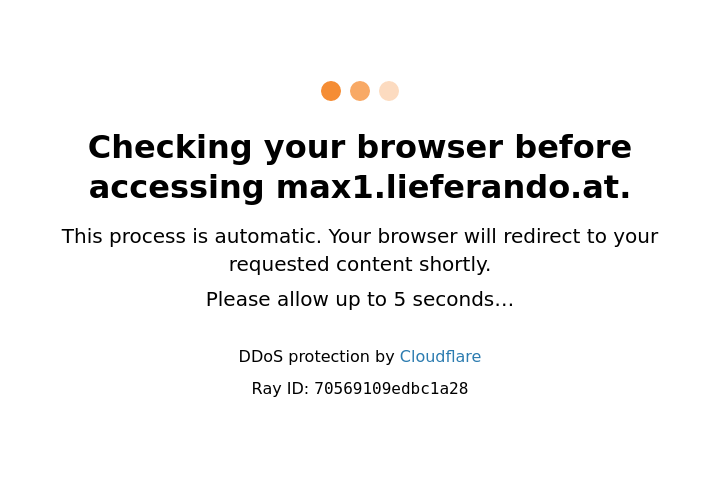 Checking your browser before
accessing max1.lieferando.at.
This process is automatic. Your browser will redirect to your
requested content shortly.
Please allow up to 5 seconds…
DDoS protection by Cloudflare
Ray ID: 70569109edbc1a28